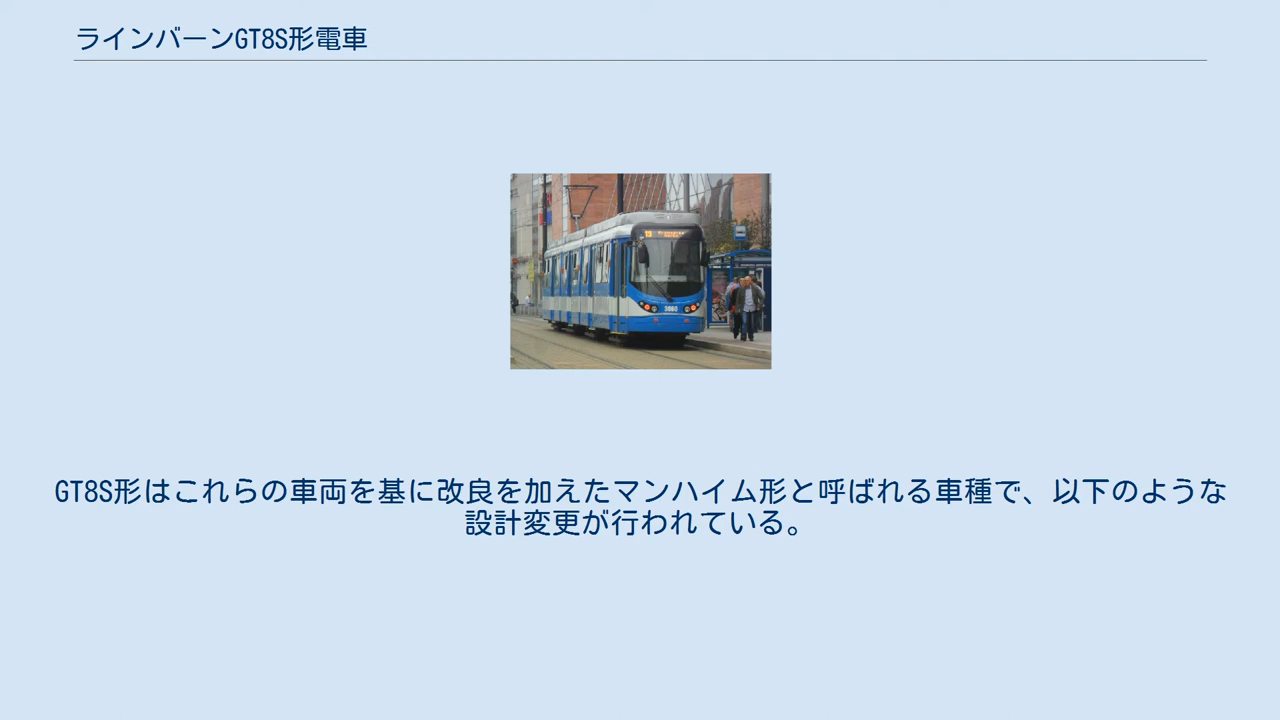 ラインバーンGT8S形電車
GT8S形はこれらの車両を基に改良を加えたマンハイム形と呼ばれる車種で、以下のような
設計変更が行われている。